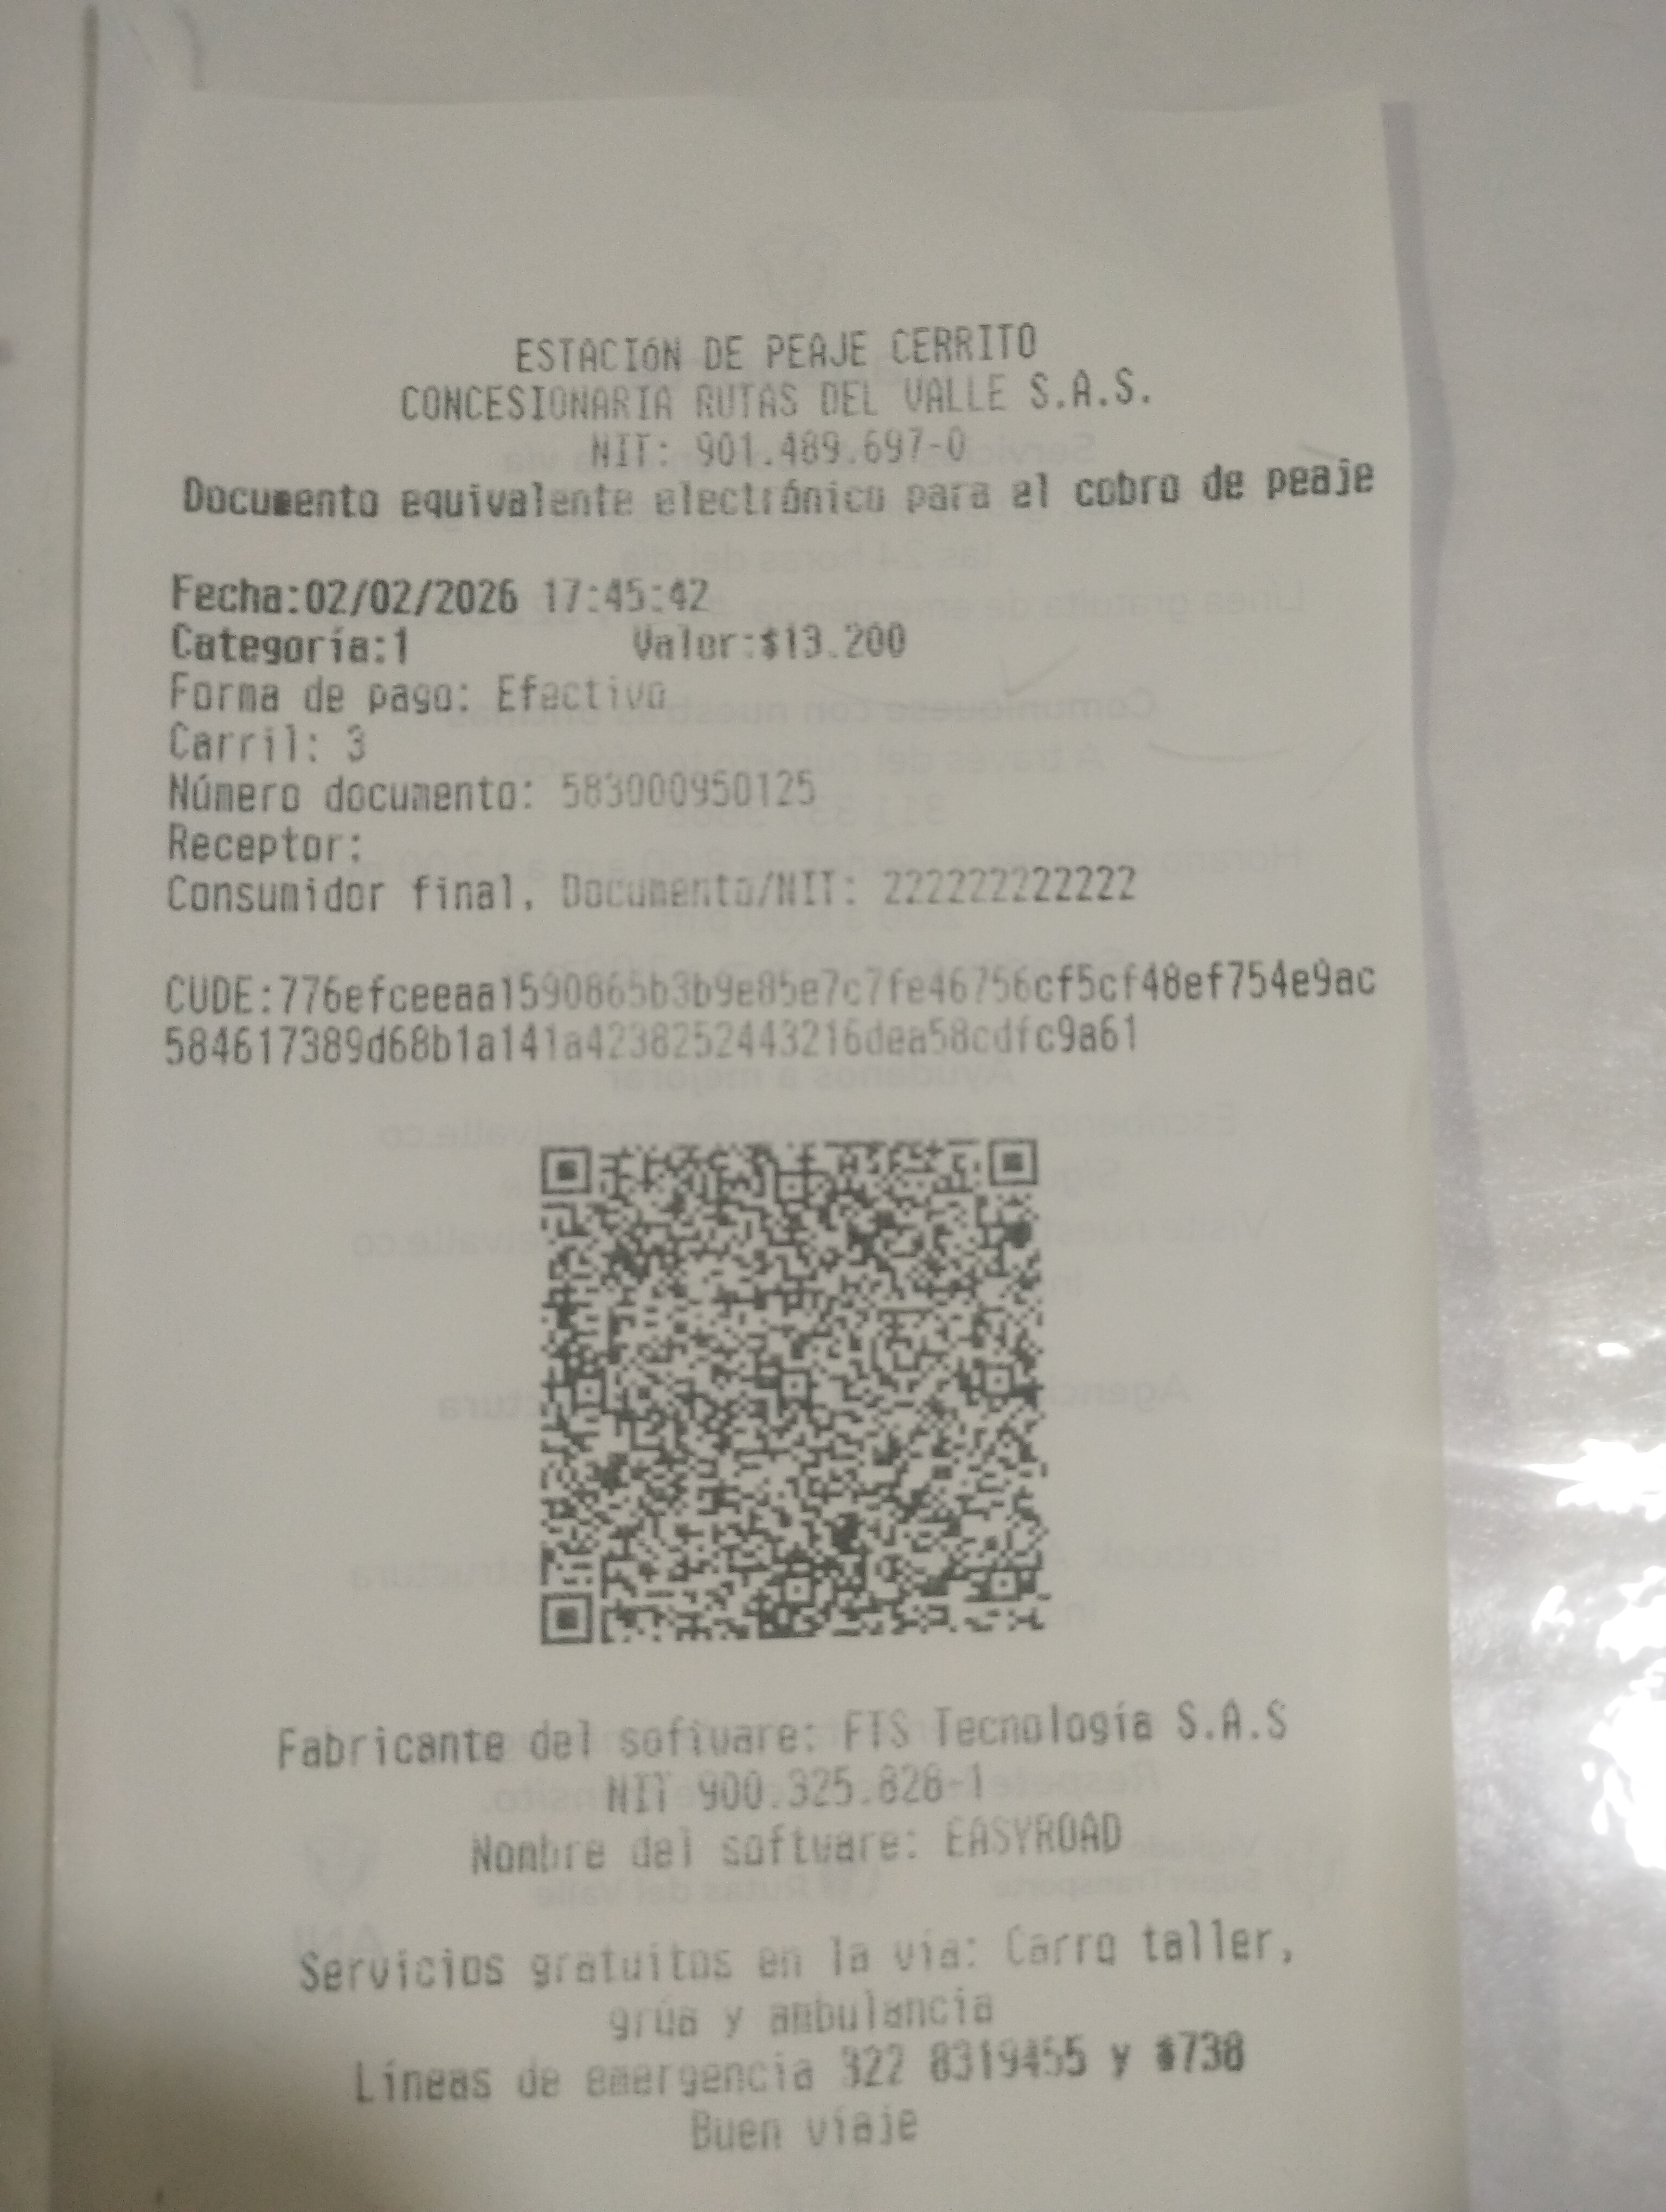 ESTACIóN DE PEAJE CERRITO
CONCESIONARIA RUTAS DEL VALLE S.A.S.
NIT: 901.489.697-0
Documento equivalente electrónico para el cobro de peaje
Fecha:02/02/2026 17:45:42
Categoría:1 Valor:$13.200
Forma de pago: Efectivo
Carril: 3
Número documento: 583000950125
Receptor:
Consumidor final, Documento/NIT: 222222222222
CUDE:776efceeaa1590865b3b9e85e7c7fe46756cf5cf48ef754e9ac
584617389d68b1a141a4238252443216dea58cdfc9a61
Fabricante del software: FTS Tecnología S.A.S
NIT 900.325.828-1
Nombre del software: EASYROAD
Servicios gratuitos en la vía: Carro taller,
grúa y ambulancia
Líneas de emergencia 322 8319455 y #738
Buen viaje